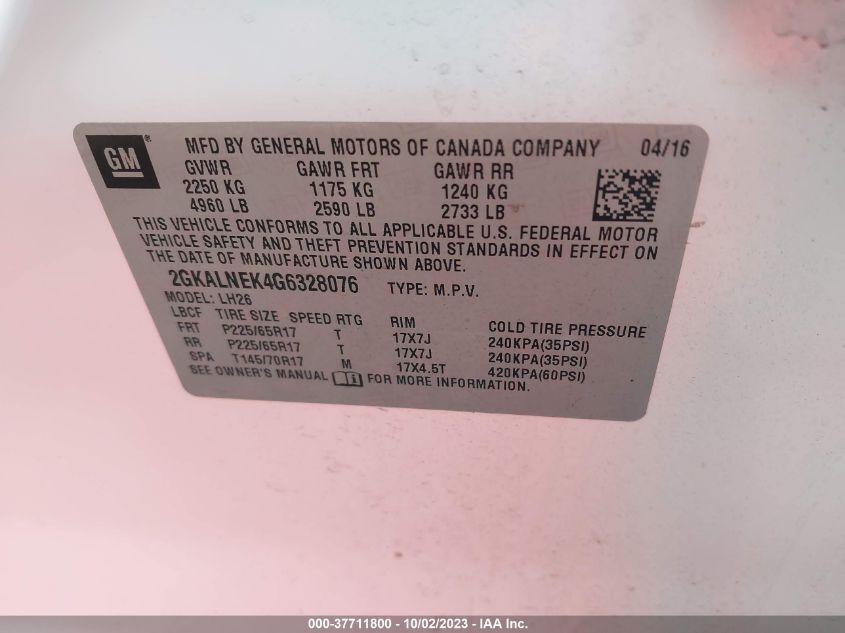 GM ®
MFD BY GENERAL MOTORS OF CANADA COMPANY 04/16
GVWR GAWR FRT GAWR RR
2250 KG 1175 KG 1240 KG
4960 LB 2590 LB 2733 LB
THIS VEHICLE CONFORMS TO ALL APPLICABLE U.S. FEDERAL MOTOR
VEHICLE SAFETY AND THEFT PREVENTION STANDARDS IN EFFECT ON
THE DATE OF MANUFACTURE SHOWN ABOVE.
2GKALNEK4G6328076 TYPE: M.P.V.
MODEL: LH26
LBCF TIRE SIZE SPEED RTG RIM COLD TIRE PRESSURE
FRT P225/65R17 T 17X7J 240KPA(35PSI)
RR P225/65R17 T 17X7J 240KPA(35PSI)
SPA T145/70R17 M 17X4.5T 420KPA(60PSI)
SEE OWNER'S MANUAL FOR MORE INFORMATION.
000-37711800 - 10/02/2023 - IAA Inc.